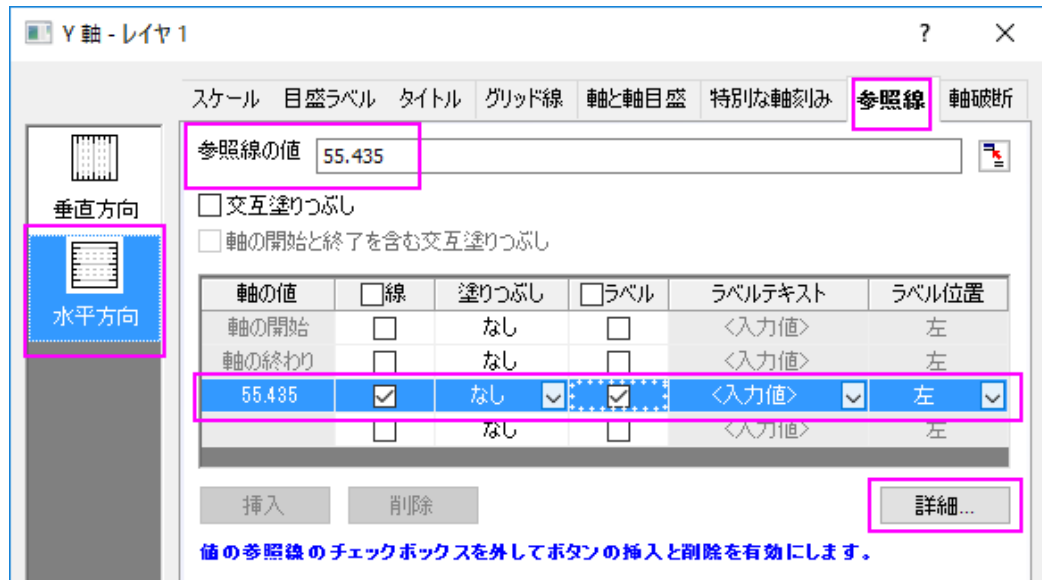 Y 軸 - レイヤ 1 ?
スケール 目盛ラベル タイトル グリッド線 軸と軸目盛 特別な軸刻み 参照線 軸破断
垂直方向
水平方向
参照線の値 55.435
交互塗りつぶし
軸の開始と終了を含む交互塗りつぶし
軸の値 線 塗りつぶし ラベル ラベルテキスト ラベル位置
軸の開始 なし <入力値> 左
軸の終わり なし <入力値> 左
55.435 なし <入力値> 左
なし <入力値> 左
挿入 削除 詳細...
値の参照線のチェックボックスを外してボタンの挿入と削除を有効にします。